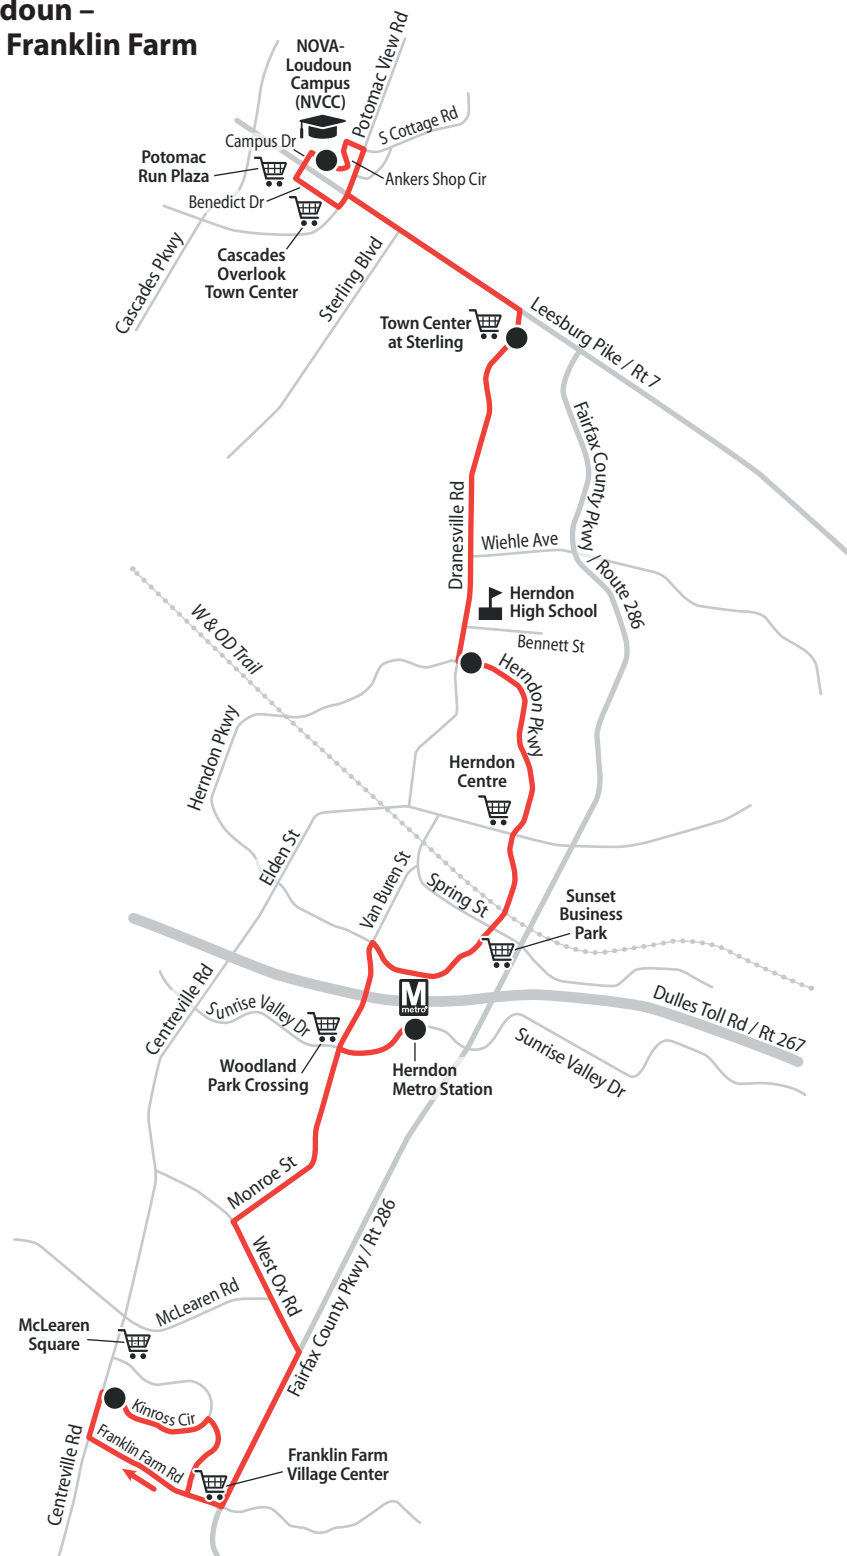 doun –
Franklin Farm
NOVA-
Loudoun
Campus
(NVCC)
Potomac View Rd
S Cottage Rd
Campus Dr
Potomac
Run Plaza
Ankers Shop Cir
Benedict Dr
Cascades Pkwy
Cascades
Overlook
Town Center
Sterling Blvd
Town Center
at Sterling
Leesburg Pike / Rt 7
Fairfax County Pkwy / Route 286
Dranesville Rd
Wiehle Ave
Herndon
High School
Bennett St
W&OD Trail
Herndon Pkwy
Herndon Pkwy
Herndon
Centre
Elden St
Van Buren St
Spring St
Sunset
Business
Park
Centreville Rd
Sunrise Valley Dr
M
metro
Dulles Toll Rd / Rt 267
Woodland
Park Crossing
Herndon
Metro Station
Sunrise Valley Dr
Monroe St
West Ox Rd
Fairfax County Pkwy / Rt 286
McLearen Rd
McLearen
Square
Kinross Cir
Franklin Farm Rd
Centreville Rd
Franklin Farm
Village Center